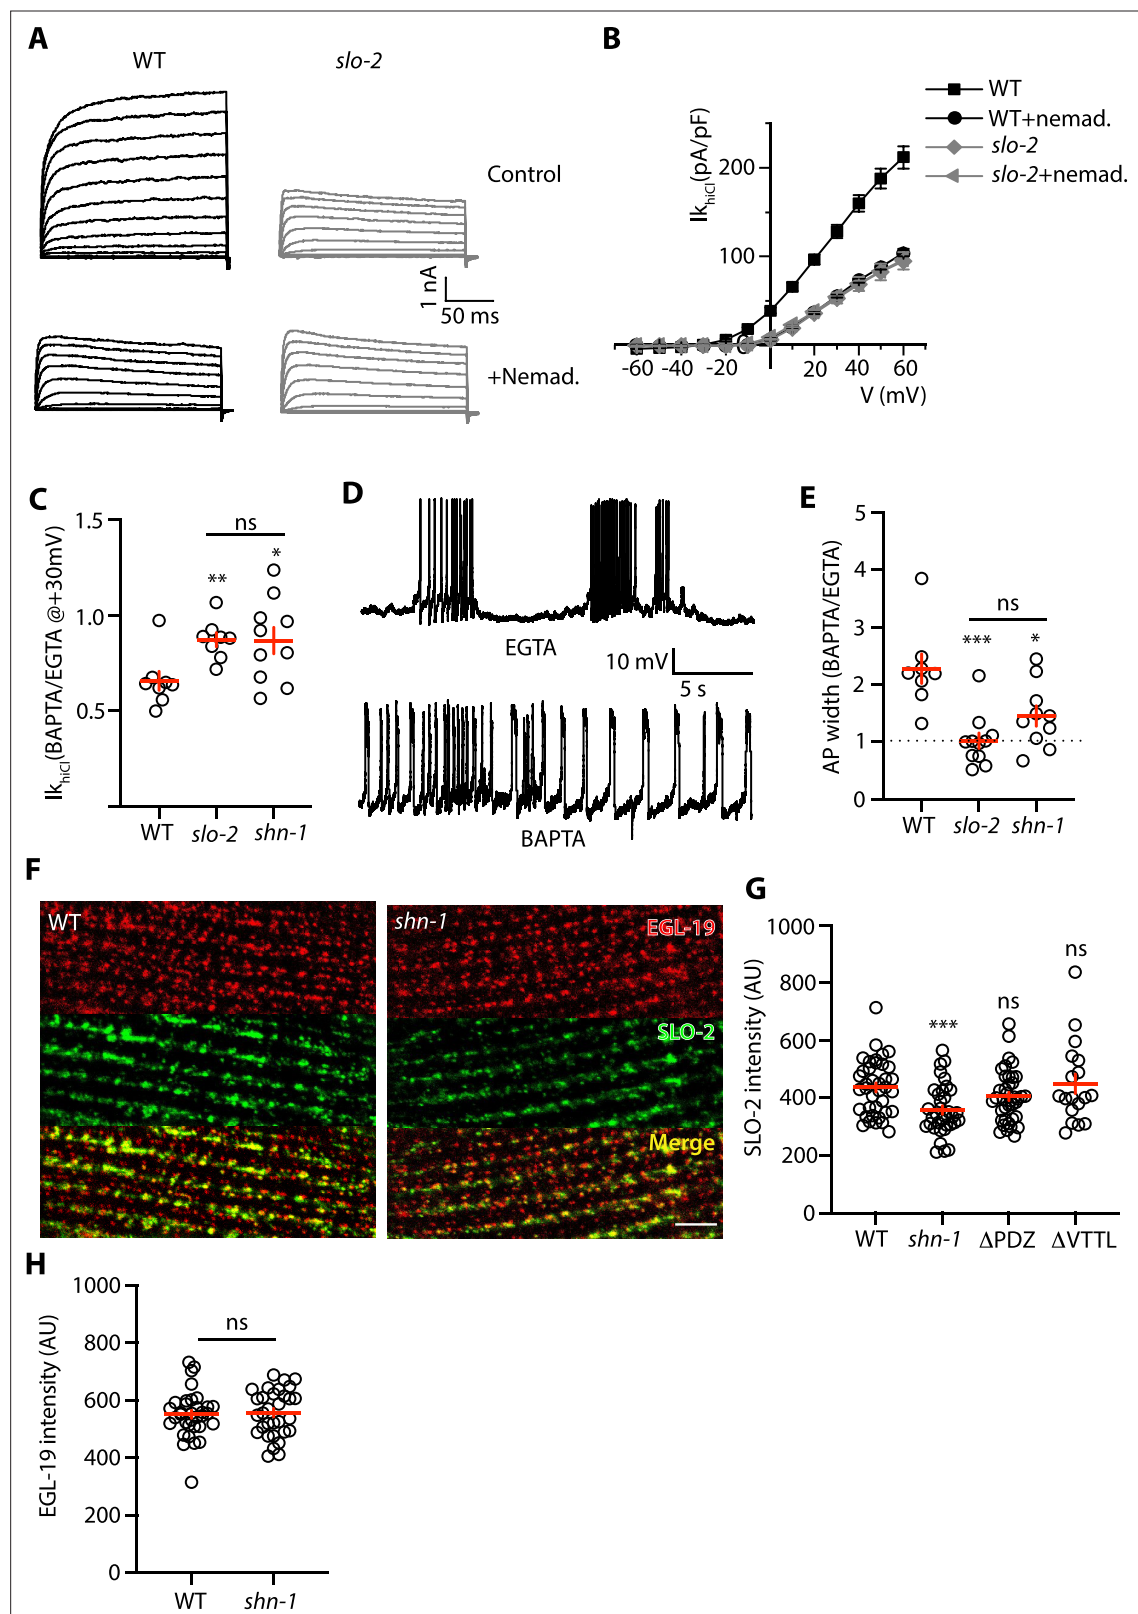 A
WT
slo-2
Control
1 nA
50 ms
+Nemad.
B
WT
WT+nemad.
slo-2
slo-2+nemad.
IkhiCl(pA/pF)
200
100
-60
-40
-20
20
40
60
V (mV)
C
IkhiCl(BAPTA/EGTA @+30mV)
1.5
1.0
0.5
ns
**
*
WT
slo-2
shn-1
D
EGTA
10 mV
5 s
BAPTA
E
AP width (BAPTA/EGTA)
5
4
3
2
1
0
ns
***
*
WT
slo-2
shn-1
F
WT
shn-1
EGL-19
SLO-2
Merge
G
SLO-2 intensity (AU)
1000
800
600
400
200
0
***
ns
ns
WT
shn-1
ΔPDZ
ΔVTTL
H
EGL-19 intensity (AU)
1000
800
600
400
200
0
ns
WT
shn-1